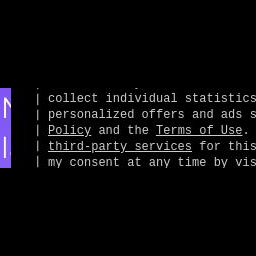 | collect individual statistics
| personalized offers and ads s
| Policy and the Terms of Use.
| third-party services for this
| my consent at any time by vis